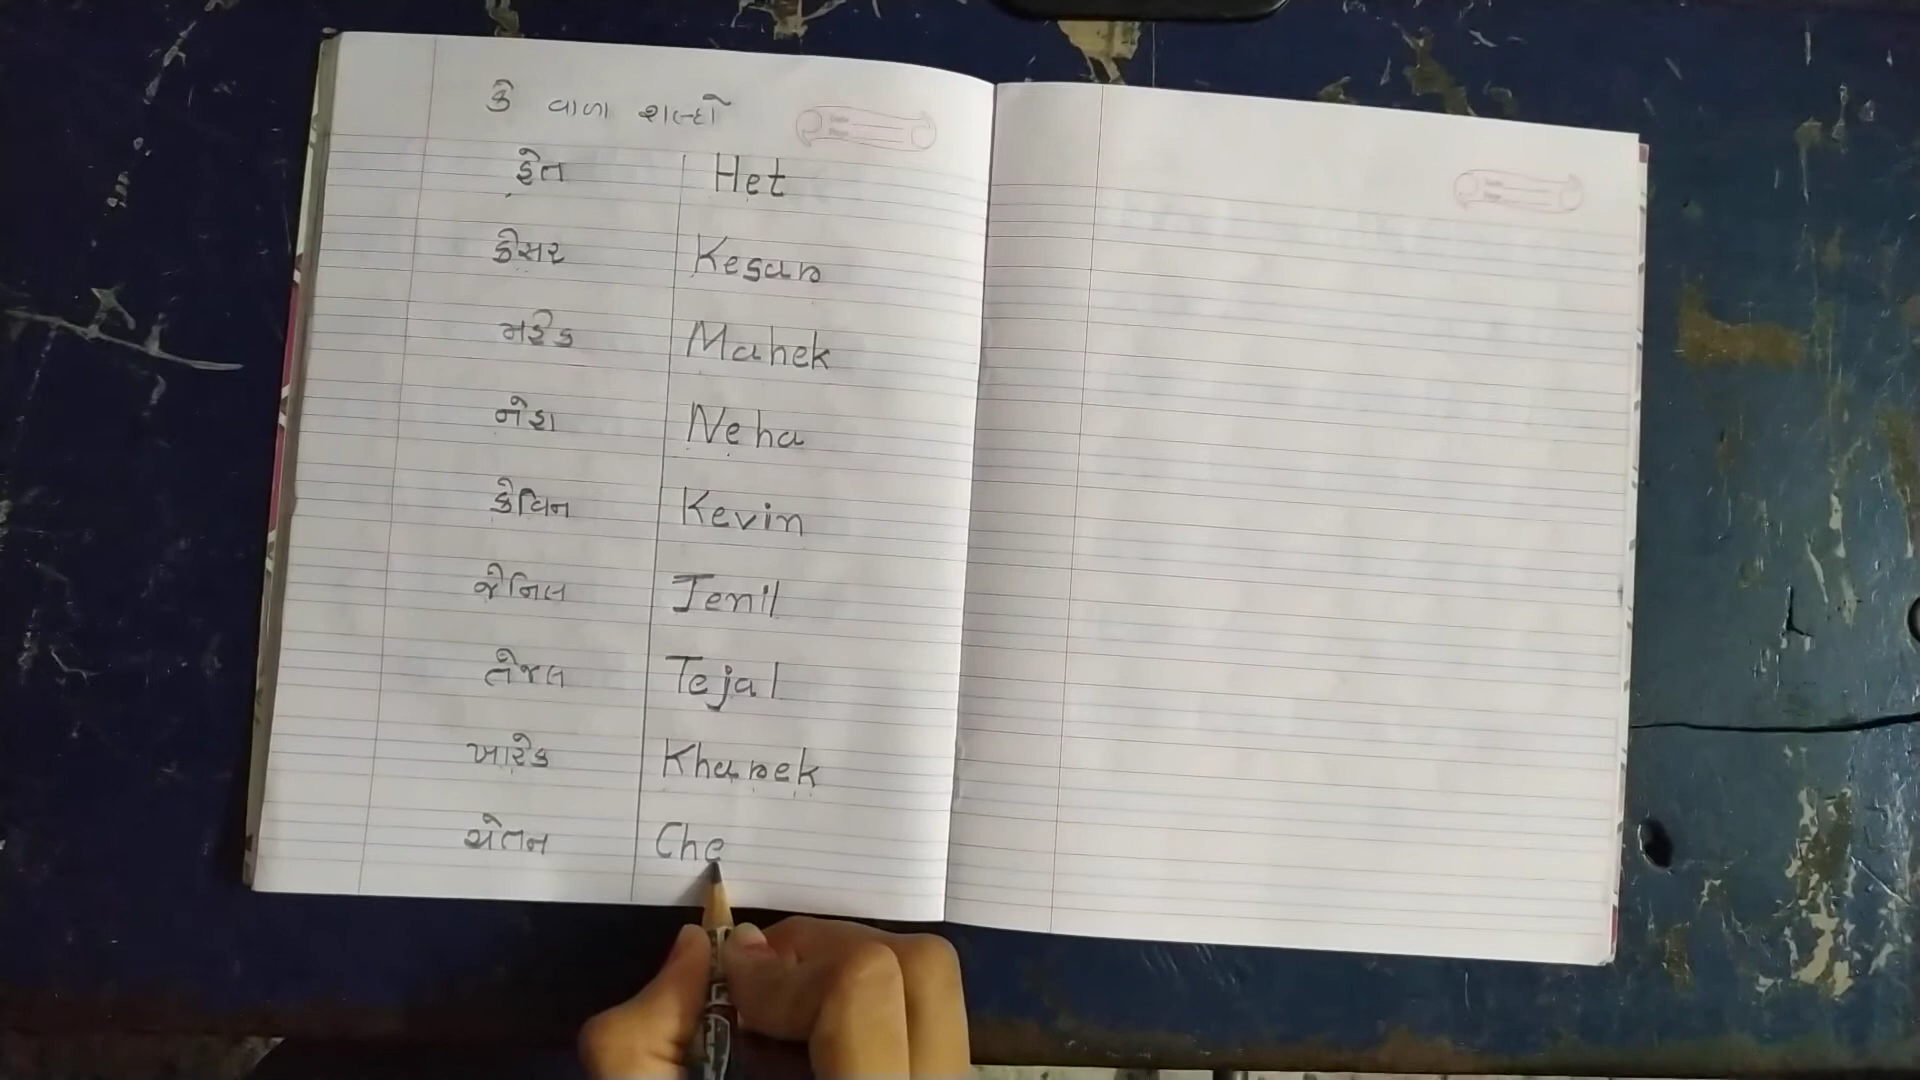 કે વાળા શબ્દો
હેત Het
કેસર Kesar
મહેક Mahek
નેહા Neha
કેવિન Kevin
જેનિલ Jenil
તેજલ Tejal
ખારેક Kharek
ચેતન Che